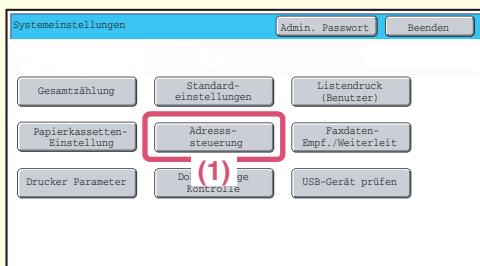 Systemeinstellungen
Admin. Passwort
Beenden
Gesamtzählung
Standard-
einstellungen
Listendruck
(Benutzer)
Papierkassetten-
Einstellung
Adresss-
steuerung
Faxdaten-
Empf./Weiterleit
Drucker Parameter
(1)
Kontrolle
USB-Gerät prüfen